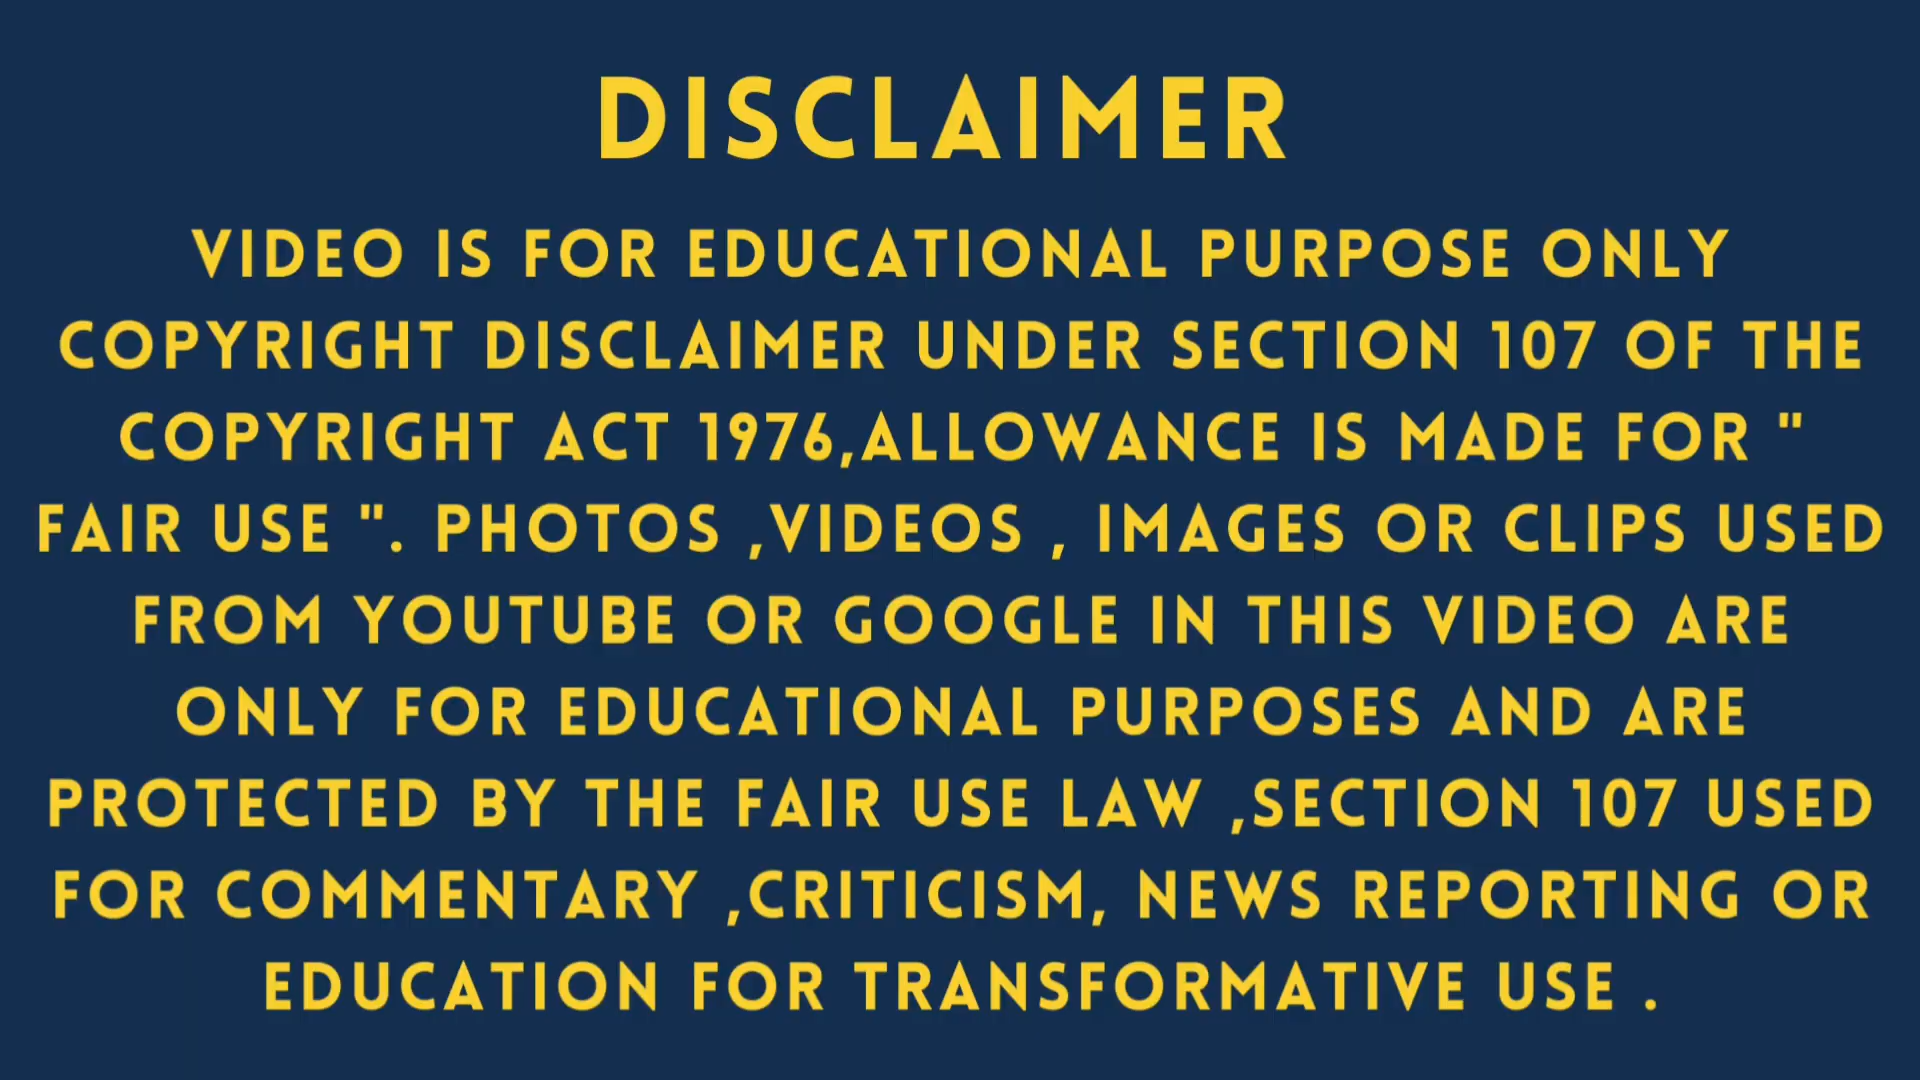 DISCLAIMER
VIDEO IS FOR EDUCATIONAL PURPOSE ONLY
COPYRIGHT DISCLAIMER UNDER SECTION 107 OF THE
COPYRIGHT ACT 1976,ALLOWANCE IS MADE FOR "
FAIR USE ". PHOTOS ,VIDEOS , IMAGES OR CLIPS USED
FROM YOUTUBE OR GOOGLE IN THIS VIDEO ARE
ONLY FOR EDUCATIONAL PURPOSES AND ARE
PROTECTED BY THE FAIR USE LAW ,SECTION 107 USED
FOR COMMENTARY ,CRITICISM, NEWS REPORTING OR
EDUCATION FOR TRANSFORMATIVE USE .